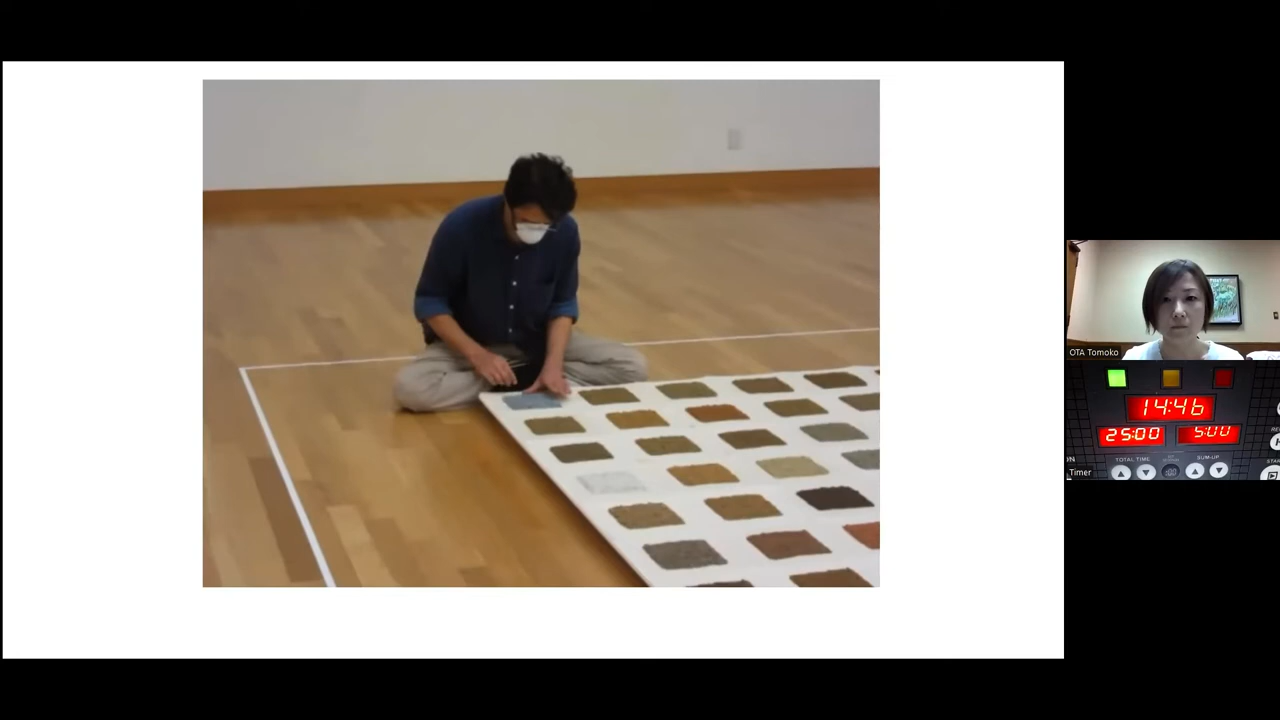 OTA Tomoko
14:46
25:00 5:00
TOTAL TIME
SUM-UP
Timer